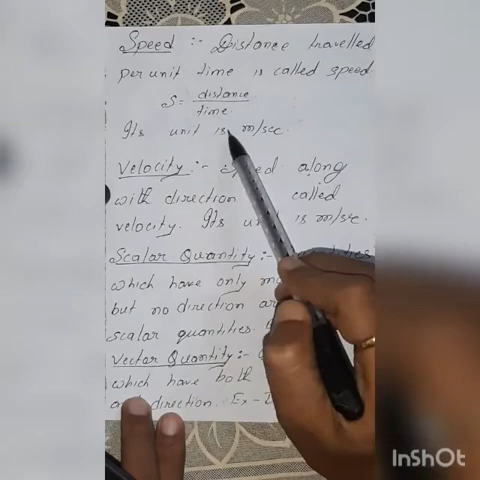 Speed :- Distance travelled
per unit time is called speed
S = distance
time
Its unit is m/sec.
Velocity :- Speed along
with direction called
velocity. Its unit is m/sec.
Scalar Quantity :-
which have only
but no direction
scalar quantities.
Vector Quantity :-
which have both
direction. Ex -
InShOt